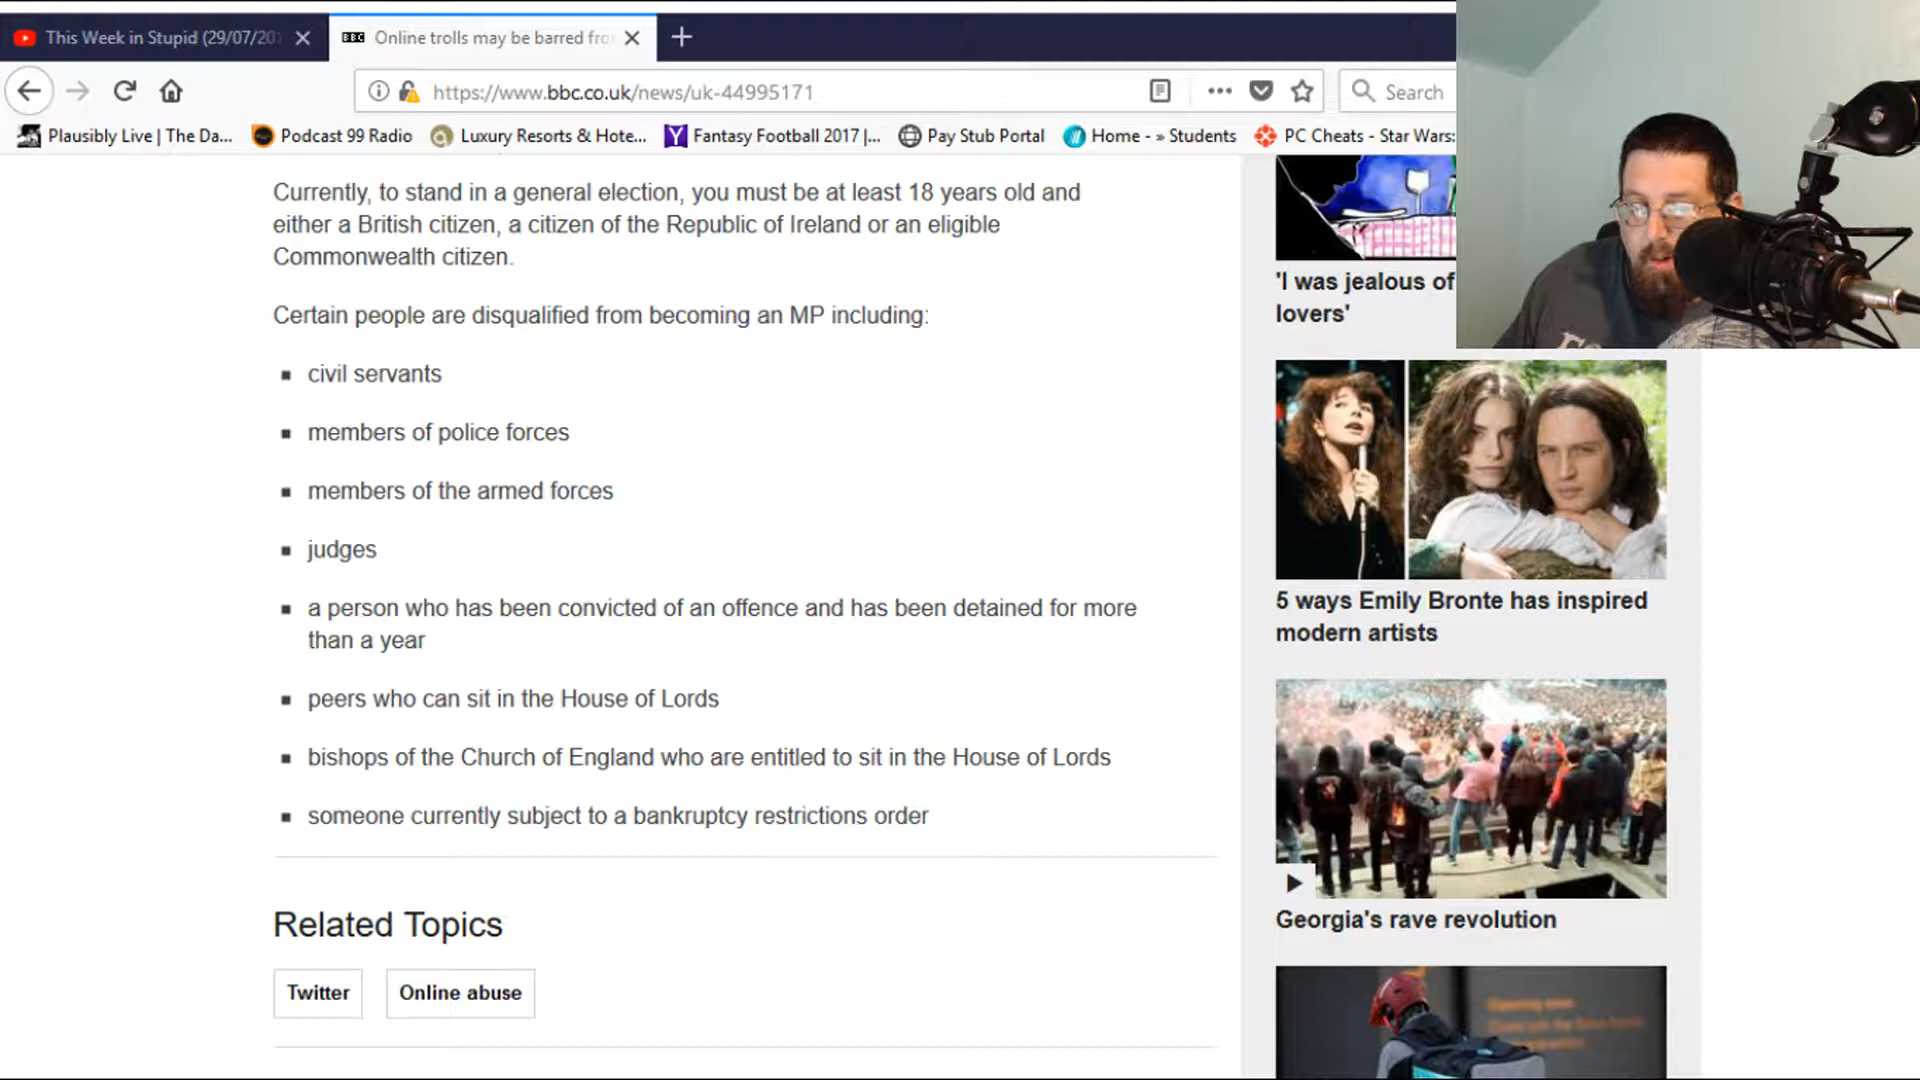 This Week in Stupid (29/07/20
BBC Online trolls may be barred fro
https://www.bbc.co.uk/news/uk-44995171
Search
Plausibly Live | The Da...
Podcast 99 Radio
Luxury Resorts & Hote...
Fantasy Football 2017 |...
Pay Stub Portal
Home - » Students
PC Cheats - Star Wars:
Currently, to stand in a general election, you must be at least 18 years old and
either a British citizen, a citizen of the Republic of Ireland or an eligible
Commonwealth citizen.
Certain people are disqualified from becoming an MP including:
civil servants
members of police forces
members of the armed forces
judges
a person who has been convicted of an offence and has been detained for more
than a year
peers who can sit in the House of Lords
bishops of the Church of England who are entitled to sit in the House of Lords
someone currently subject to a bankruptcy restrictions order
Related Topics
Twitter
Online abuse
'I was jealous of
lovers'
5 ways Emily Bronte has inspired
modern artists
Georgia's rave revolution